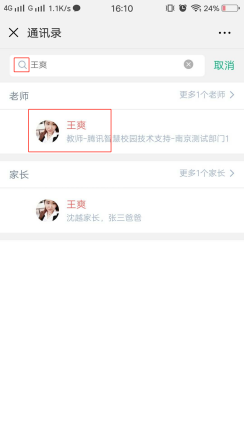 4G 1.1K/s 16:10 24%
通讯录
王爽 取消
老师 更多1个老师
王爽
教师-腾讯智慧校园技术支持-南京测试部门1
家长 更多1个家长
王爽
沈越家长、张三爸爸